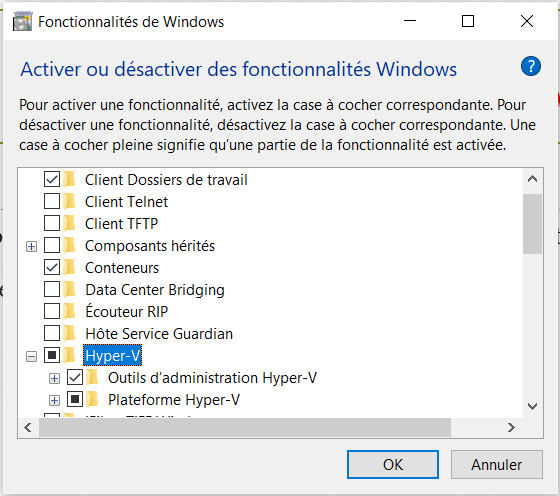 Fonctionnalités de Windows
Activer ou désactiver des fonctionnalités Windows
?
Pour activer une fonctionnalité, activez la case à cocher correspondante. Pour
désactiver une fonctionnalité, désactivez la case à cocher correspondante. Une
case à cocher pleine signifie qu’une partie de la fonctionnalité est activée.
Client Dossiers de travail
Client Telnet
Client TFTP
Composants hérités
Conteneurs
Data Center Bridging
Écouteur RIP
Hôte Service Guardian
Hyper-V
Outils d’administration Hyper-V
Plateforme Hyper-V
OK
Annuler